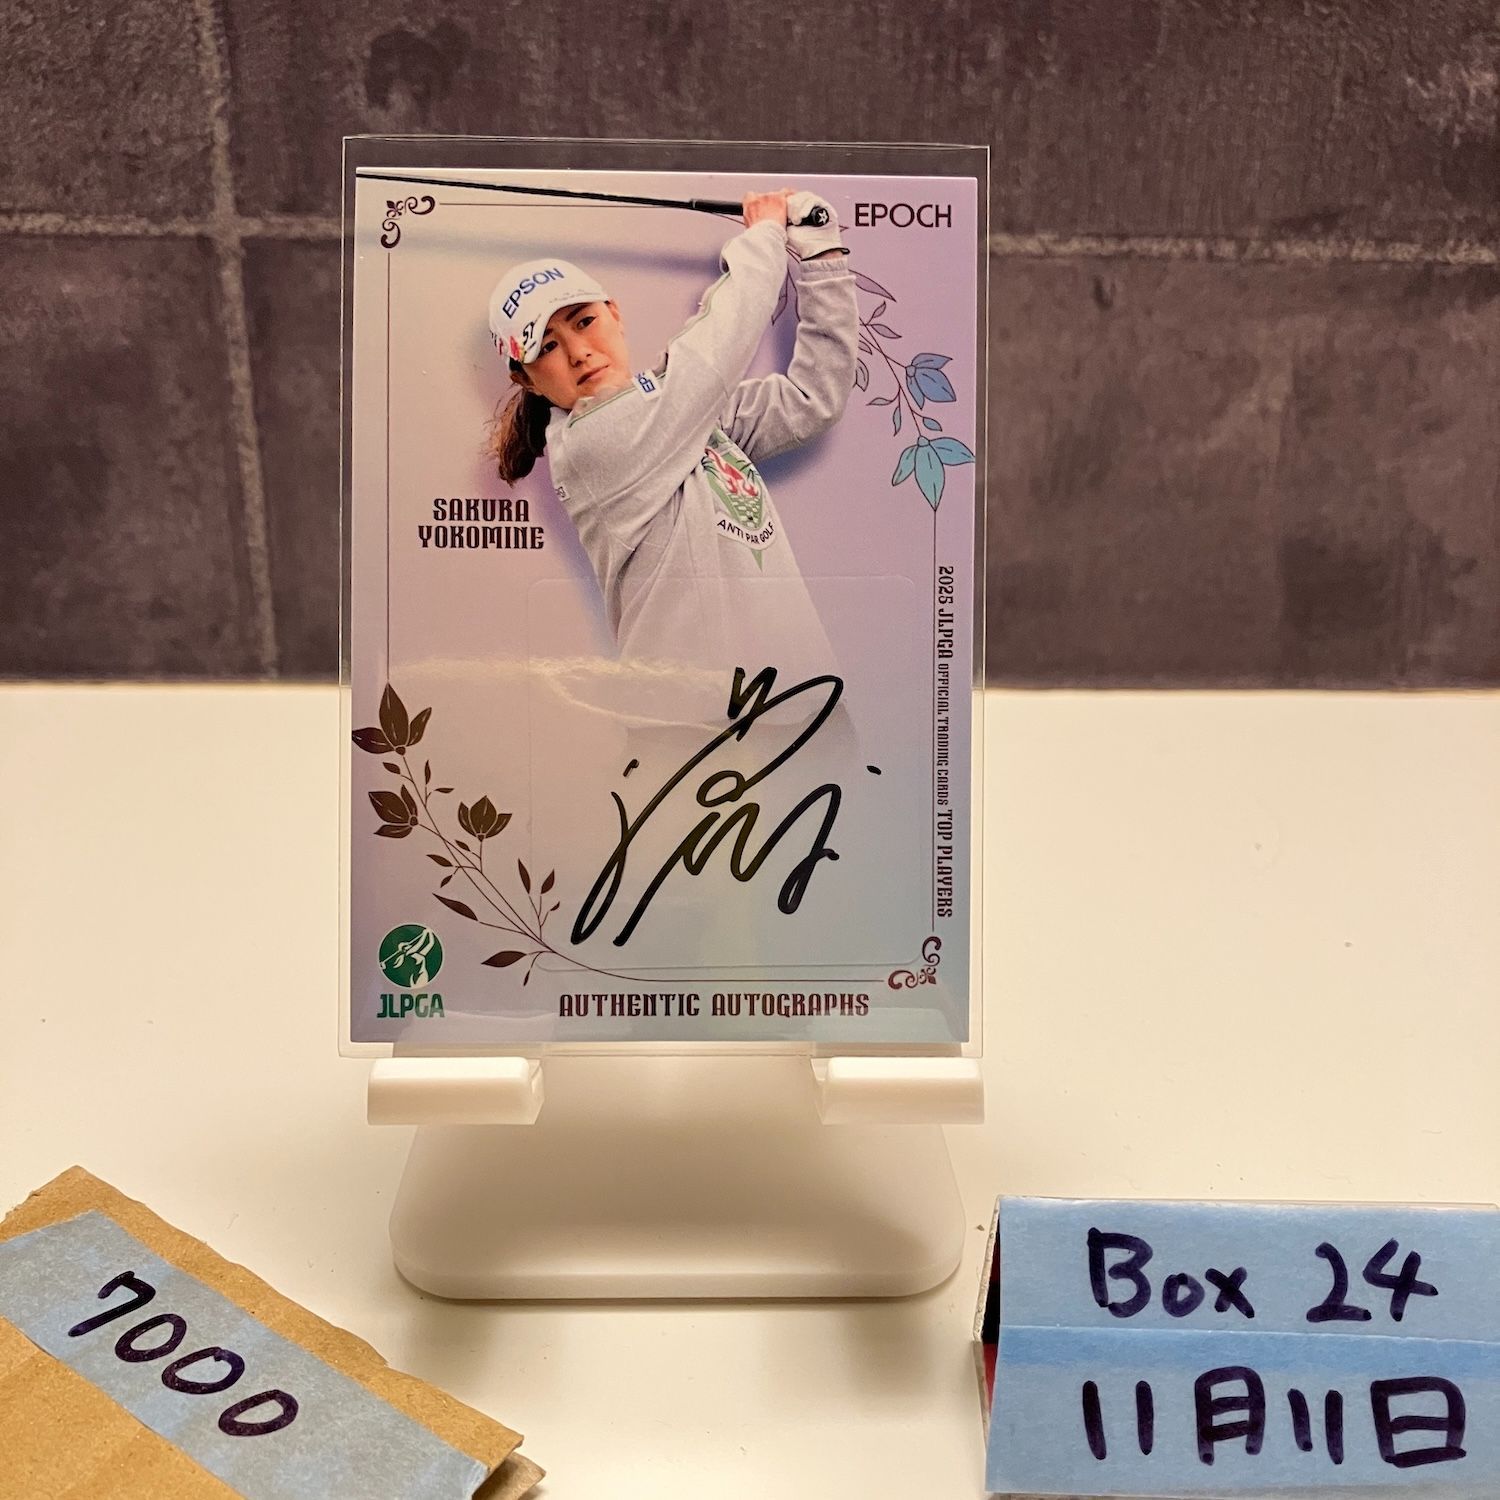 EPOCH
EPSON
SAKURA
YOKOMINE
ANTI PAR GOLF
2025 JLPGA OFFICIAL TRADING CARDS TOP PLAYERS
JLPGA
AUTHENTIC AUTOGRAPHS
7000
Box 24
11月11日